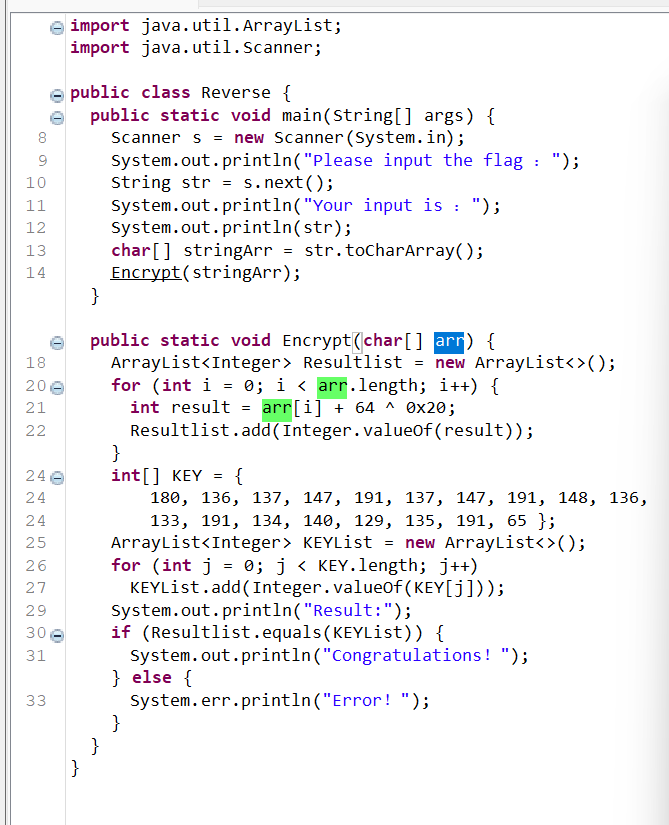 import java.util.ArrayList;
import java.util.Scanner;
public class Reverse {
public static void main(String[] args) {
8 Scanner s = new Scanner(System.in);
9 System.out.println("Please input the flag ：");
10 String str = s.next();
11 System.out.println("Your input is ：");
12 System.out.println(str);
13 char[] stringArr = str.toCharArray();
14 Encrypt(stringArr);
}
public static void Encrypt(char[] arr) {
18 ArrayList<Integer> Resultlist = new ArrayList<>();
20 for (int i = 0; i < arr.length; i++) {
21 int result = arr[i] + 64 ^ 0x20;
22 Resultlist.add(Integer.valueOf(result));
}
24 int[] KEY = {
24 180, 136, 137, 147, 191, 137, 147, 191, 148, 136,
24 133, 191, 134, 140, 129, 135, 191, 65 };
25 ArrayList<Integer> KEYList = new ArrayList<>();
26 for (int j = 0; j < KEY.length; j++)
27 KEYList.add(Integer.valueOf(KEY[j]));
29 System.out.println("Result:");
30 if (Resultlist.equals(KEYList)) {
31 System.out.println("Congratulations！");
} else {
33 System.err.println("Error！");
}
}
}